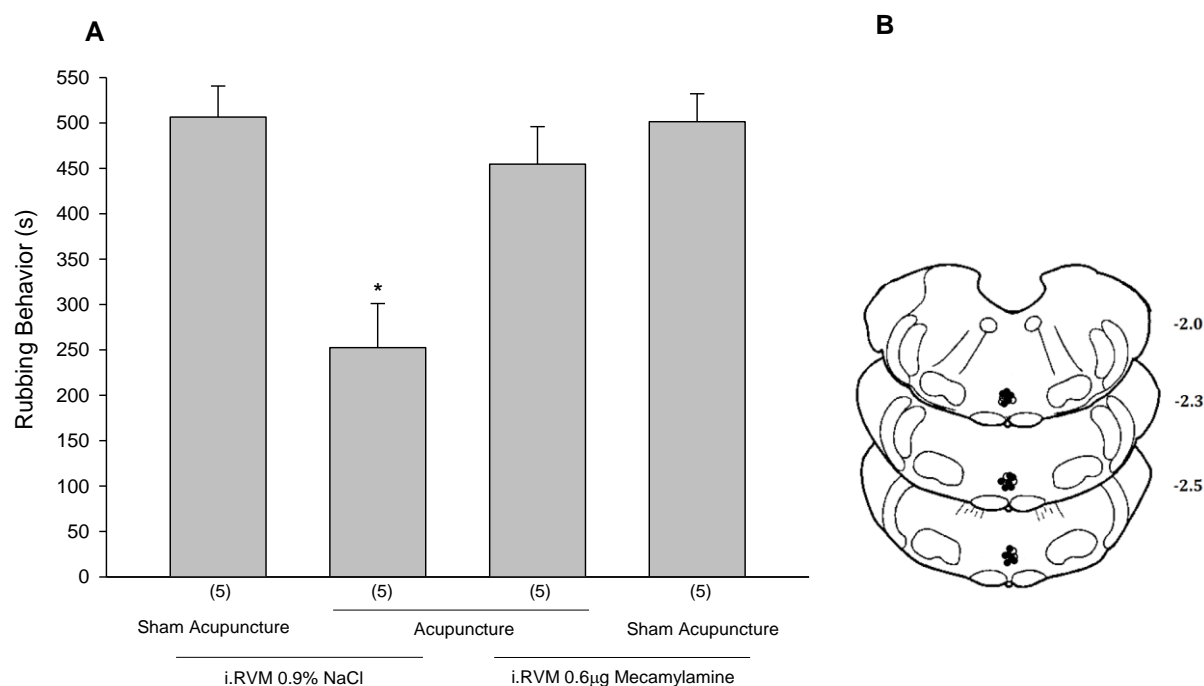 A
B
Rubbing Behavior (s)
550
500
450
400
350
300
250
200
150
100
50
0
*
(5) (5) (5) (5)
Sham Acupuncture Acupuncture Sham Acupuncture
i.RVM 0.9% NaCl i.RVM 0.6µg Mecamylamine
-2.0
-2.3
-2.5